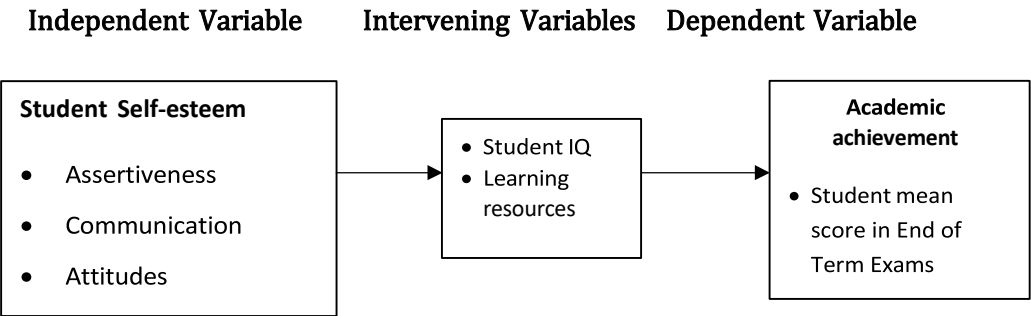 Independent Variable
Intervening Variables
Dependent Variable
Student Self-esteem
• Assertiveness
• Communication
• Attitudes
• Student IQ
• Learning
resources
Academic
achievement
• Student mean
score in End of
Term Exams